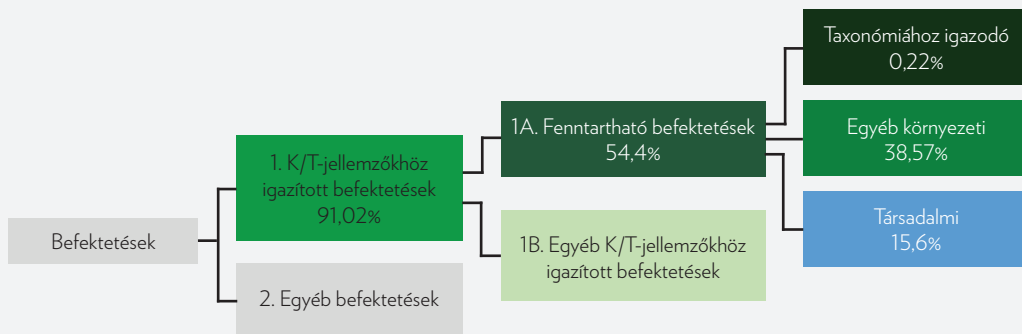 Befektetések
1. K/T-jellemzőkhöz
igazított befektetések
91,02%
2. Egyéb befektetések
1A. Fenntartható befektetések
54,4%
1B. Egyéb K/T-jellemzőkhöz
igazított befektetések
Taxonómiához igazodó
0,22%
Egyéb környezeti
38,57%
Társadalmi
15,6%